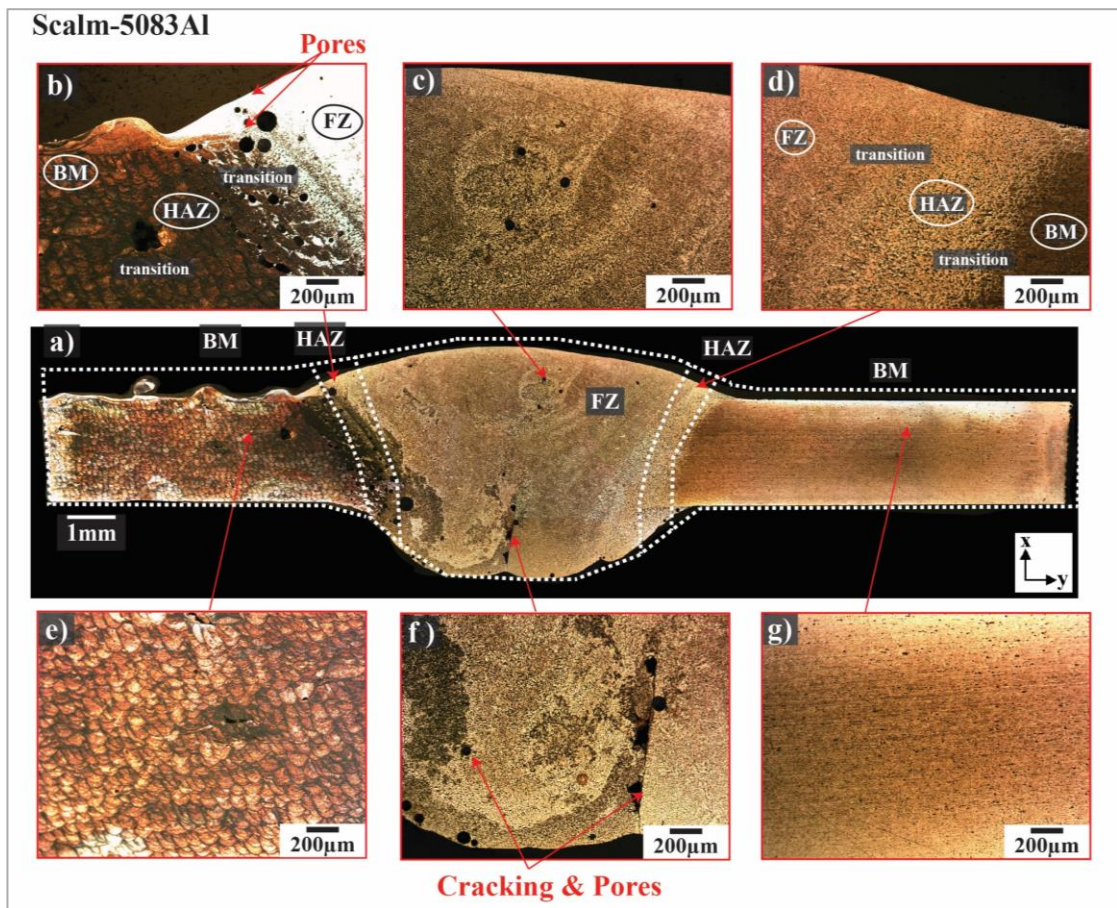 Scalm-5083Al
Pores
b)
FZ
BM
transition
HAZ
transition
200μm
c)
200μm
d)
FZ
transition
HAZ
BM
transition
200μm
a)
BM
HAZ
FZ
HAZ
BM
1mm
x
y
e)
200μm
f)
200μm
g)
200μm
Cracking & Pores